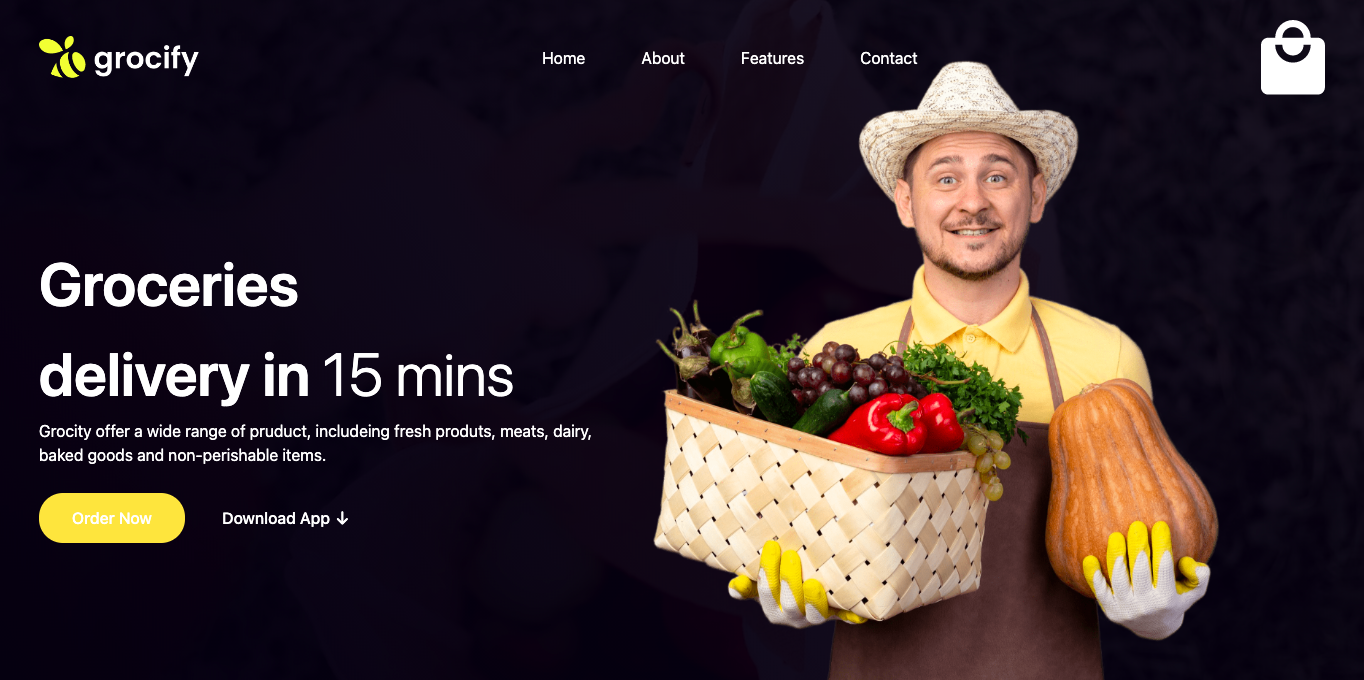 grocify
Home About Features Contact
Groceries
delivery in 15 mins
Grocity offer a wide range of pruduct, includeing fresh produts, meats, dairy,
baked goods and non-perishable items.
Order Now Download App ↓